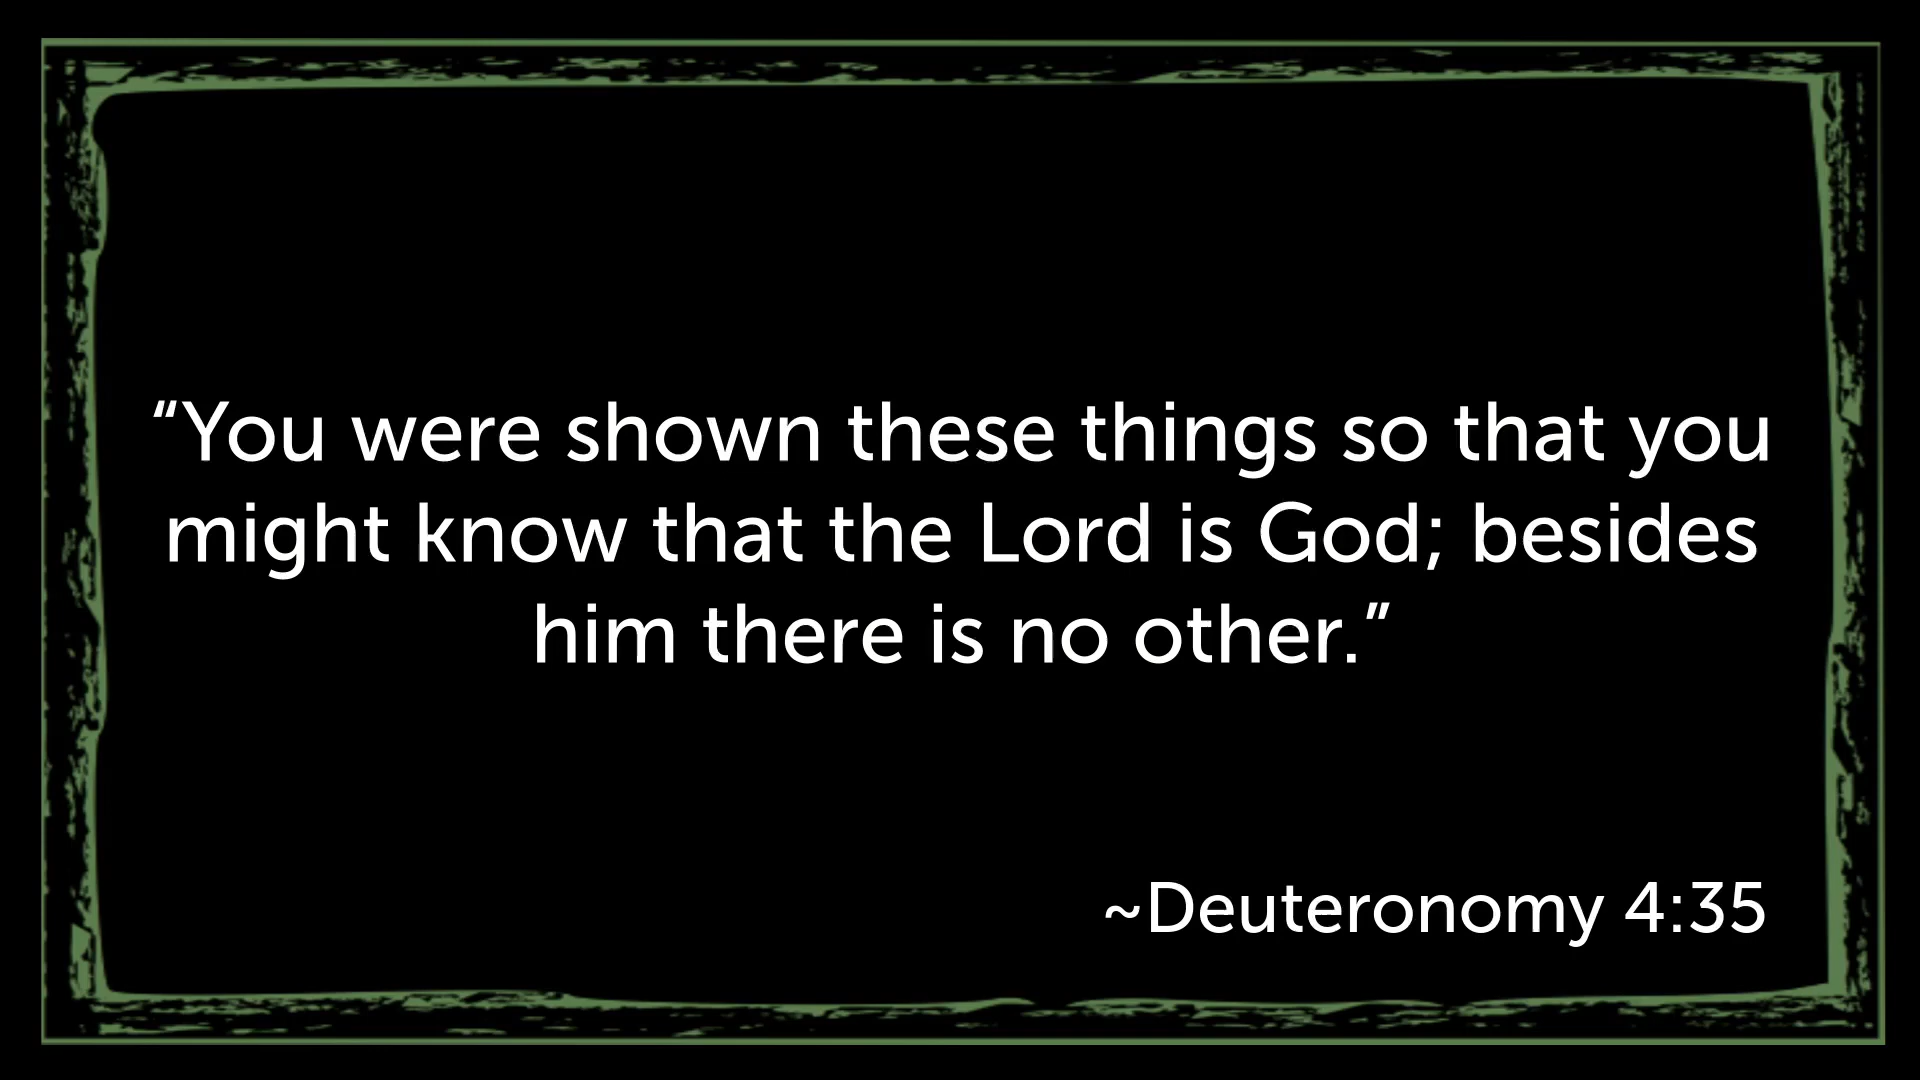 “You were shown these things so that you
might know that the Lord is God; besides
him there is no other.”
~Deuteronomy 4:35